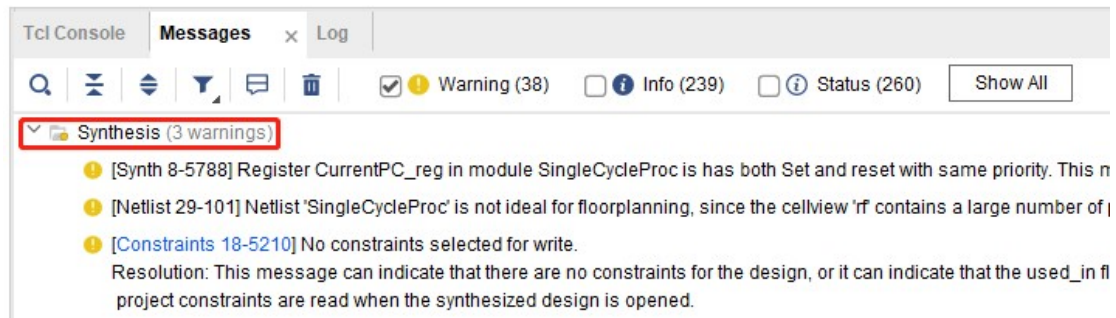 Tcl Console Messages × Log
Warning (38) Info (239) Status (260) Show All
Synthesis (3 warnings)
[Synth 8-5788] Register CurrentPC_reg in module SingleCycleProc is has both Set and reset with same priority. This
[Netlist 29-101] Netlist 'SingleCycleProc' is not ideal for floorplanning, since the cellview 'rf' contains a large number of
[Constraints 18-5210] No constraints selected for write.
Resolution: This message can indicate that there are no constraints for the design, or it can indicate that the used_in
project constraints are read when the synthesized design is opened.